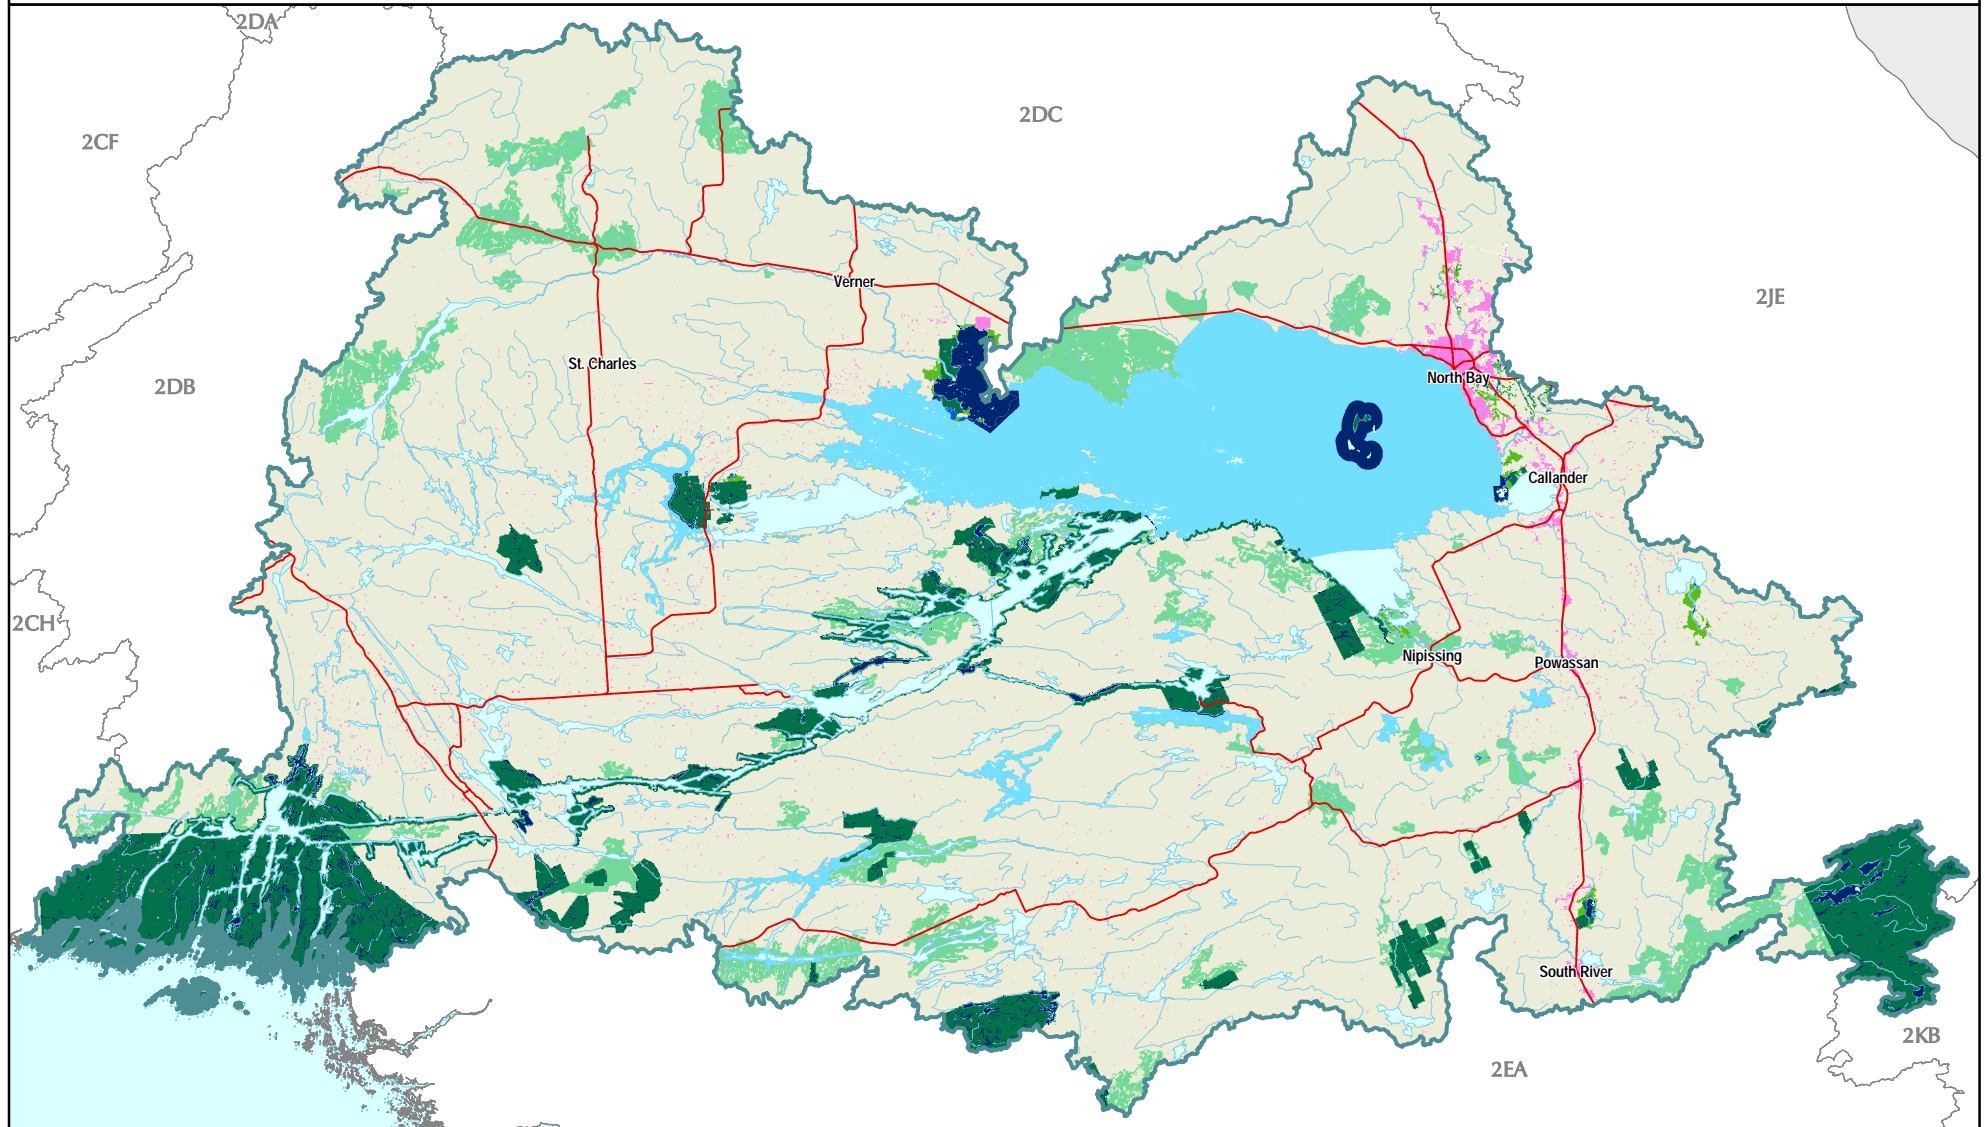 2DA
2DC
2CF
2JE
Verner
St. Charles
North Bay
2DB
Callander
2CH
Nipissing
Powassan
South River
2KB
2EA